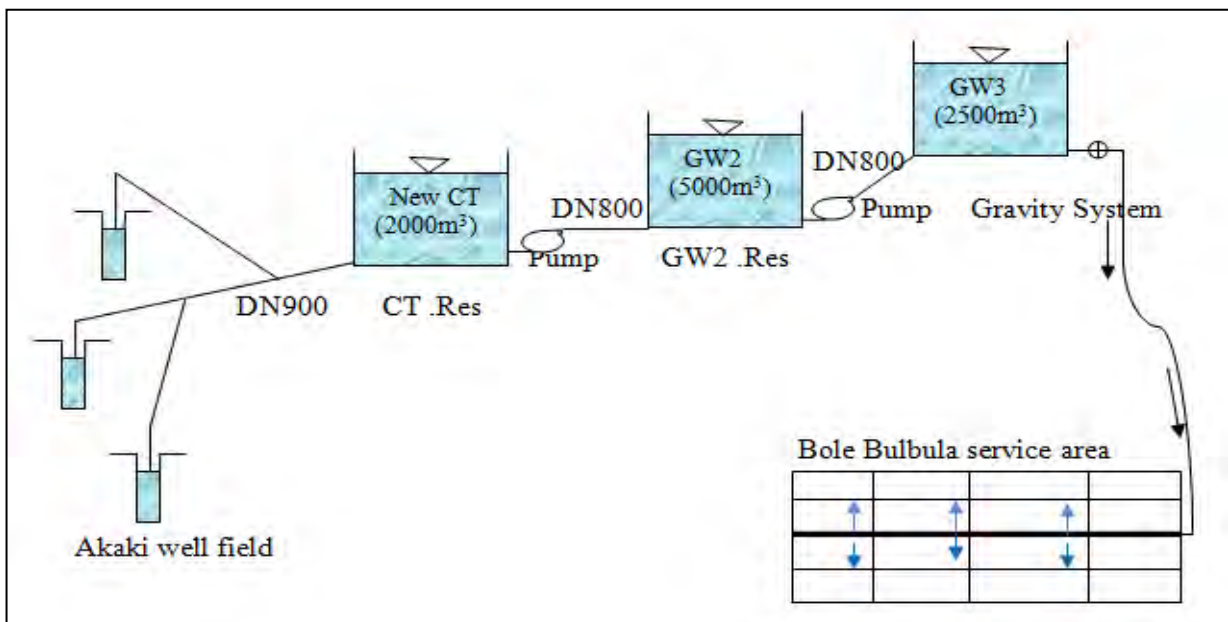 GW3
(2500m³)
GW2
(5000m³)
DN800
New CT
(2000m³)
DN800
Pump
Gravity System
Pump
GW2 .Res
DN900
CT .Res
Bole Bulbula service area
Akaki well field